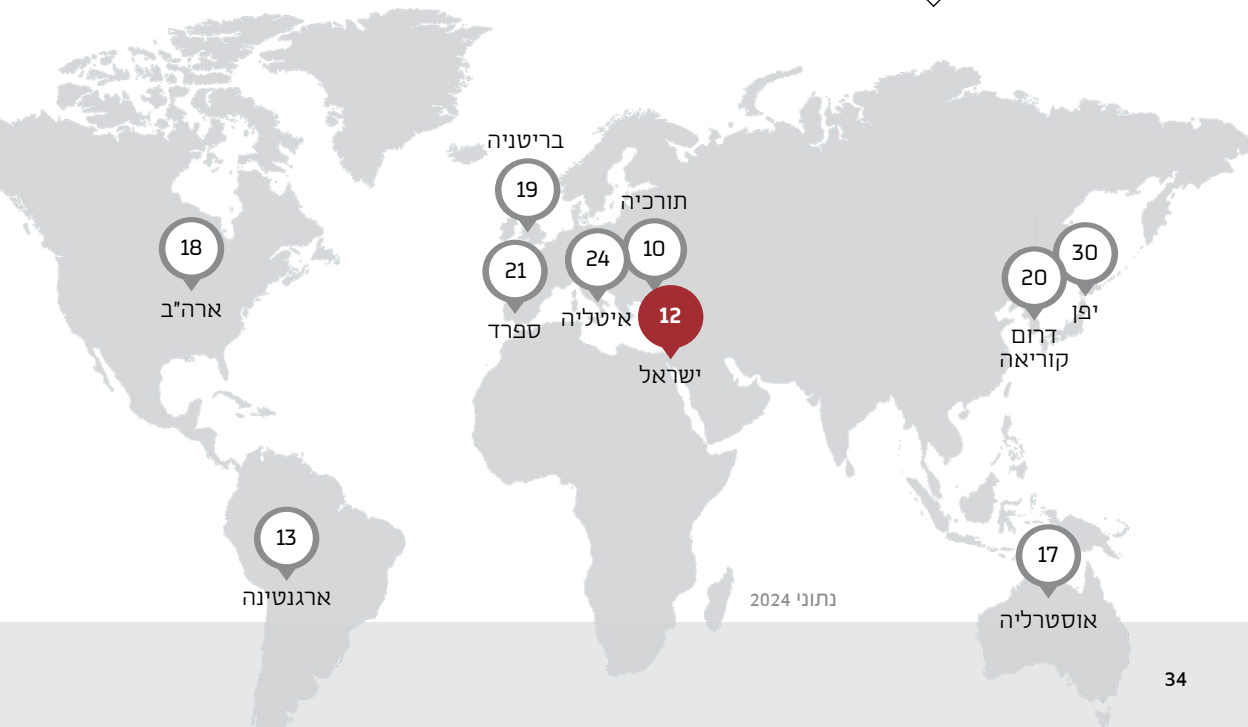 בריטניה
19
תורכיה
10
18
ארה"ב
24
איטליה
21
ספרד
12
ישראל
30
יפן
20
דרום
קוריאה
13
ארגנטינה
17
אוסטרליה
נתוני 2024
34